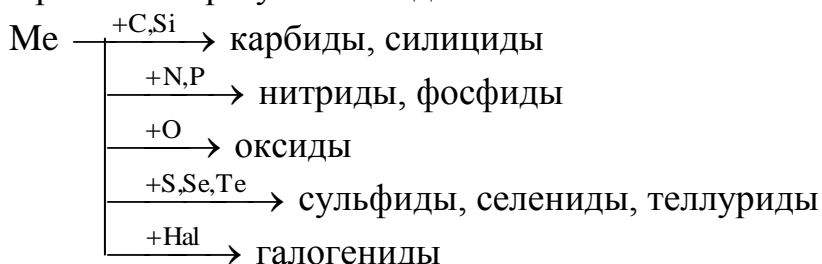 Me +C,Si → карбиды, силициды
+N,P → нитриды, фосфиды
+O → оксиды
+S,Se,Te → сульфиды, селениды, теллуриды
+Hal → галогениды